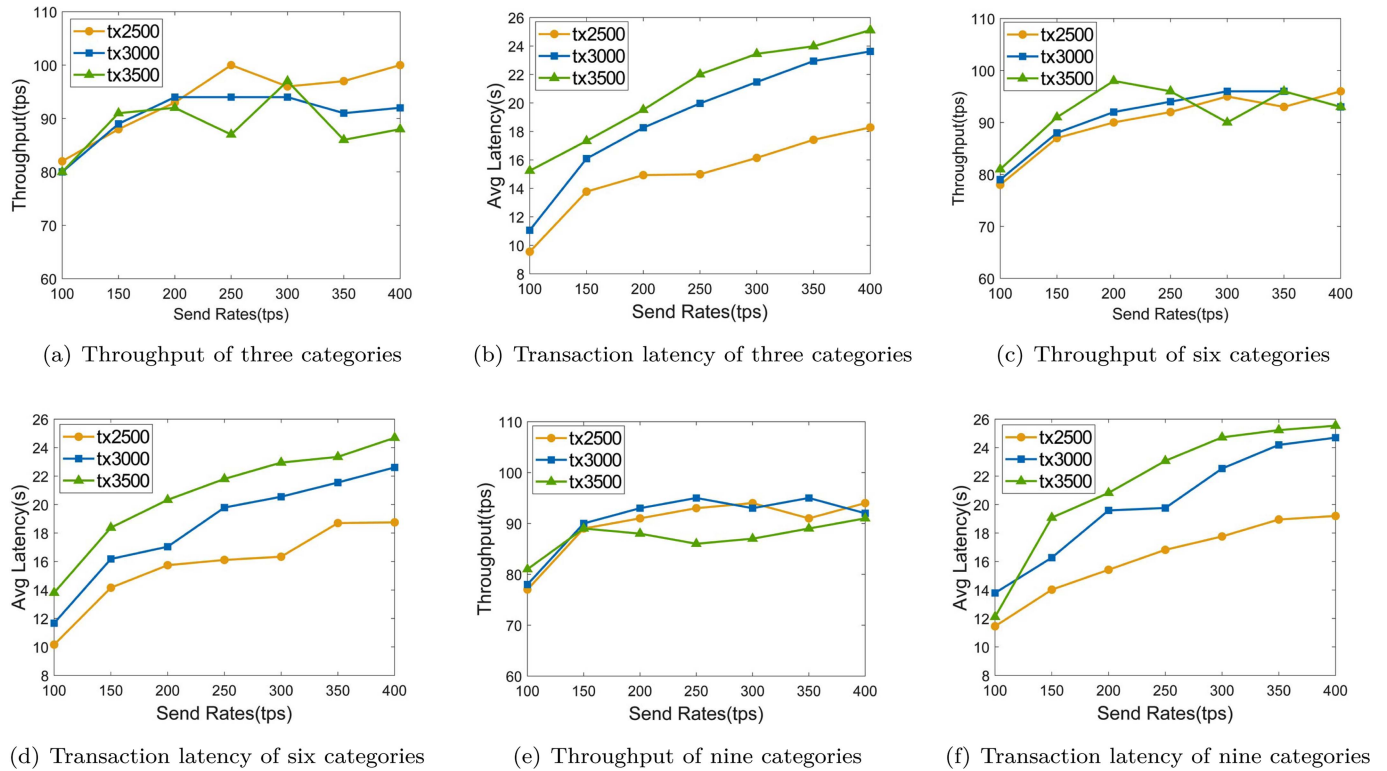 110
100
90
80
70
60
Throughput(tps)
tx2500
tx3000
tx3500
100 150 200 250 300 350 400
Send Rates(tps)
(a) Throughput of three categories
26
24
22
20
18
16
14
12
10
8
Avg Latency(s)
tx2500
tx3000
tx3500
100 150 200 250 300 350 400
Send Rates(tps)
(b) Transaction latency of three categories
110
100
90
80
70
60
Throughput(tps)
tx2500
tx3000
tx3500
100 150 200 250 300 350 400
Send Rates(tps)
(c) Throughput of six categories
26
24
22
20
18
16
14
12
10
8
Avg Latency(s)
tx2500
tx3000
tx3500
100 150 200 250 300 350 400
Send Rates(tps)
(d) Transaction latency of six categories
110
100
90
80
70
60
Throughput(tps)
tx2500
tx3000
tx3500
100 150 200 250 300 350 400
Send Rates(tps)
(e) Throughput of nine categories
26
24
22
20
18
16
14
12
10
8
Avg Latency(s)
tx2500
tx3000
tx3500
100 150 200 250 300 350 400
Send Rates(tps)
(f) Transaction latency of nine categories